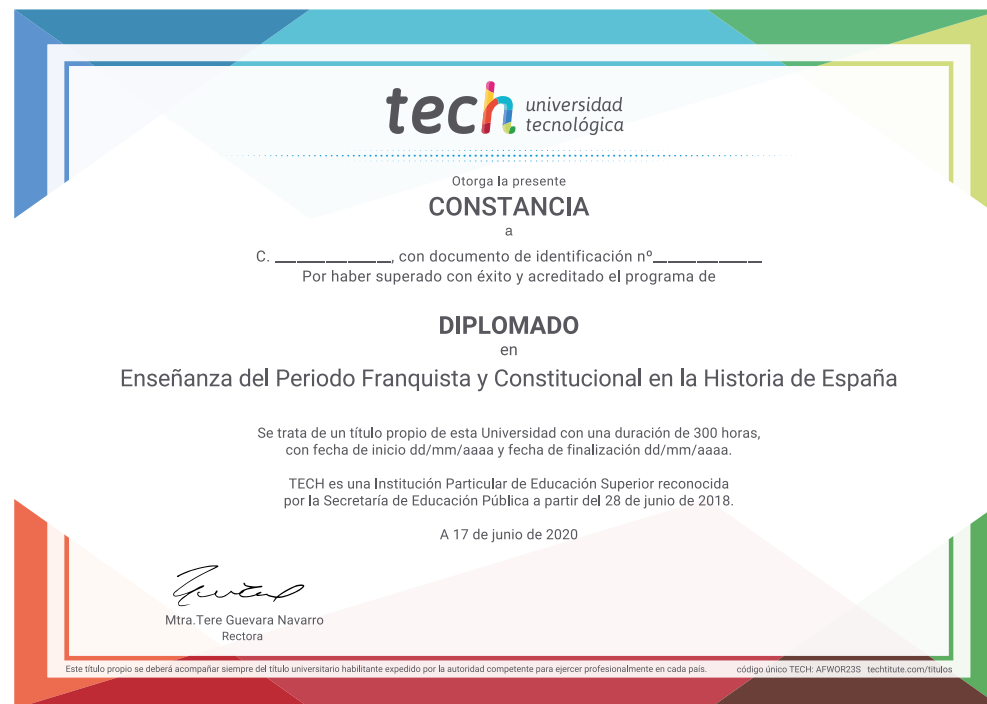 tech universidad
tecnológica
Otorga la presente
CONSTANCIA
a
C. ________________, con documento de identificación nº_______________
Por haber superado con éxito y acreditado el programa de
DIPLOMADO
en
Enseñanza del Periodo Franquista y Constitucional en la Historia de España
Se trata de un título propio de esta Universidad con una duración de 300 horas,
con fecha de inicio dd/mm/aaaa y fecha de finalización dd/mm/aaaa.
TECH es una Institución Particular de Educación Superior reconocida
por la Secretaría de Educación Pública a partir del 28 de junio de 2018.
A 17 de junio de 2020
Mtra.Tere Guevara Navarro
Rectora
Este título propio se deberá acompañar siempre del título universitario habilitante expedido por la autoridad competente para ejercer profesionalmente en cada país. código único TECH: AFWOR23S techtitute.com/titulos